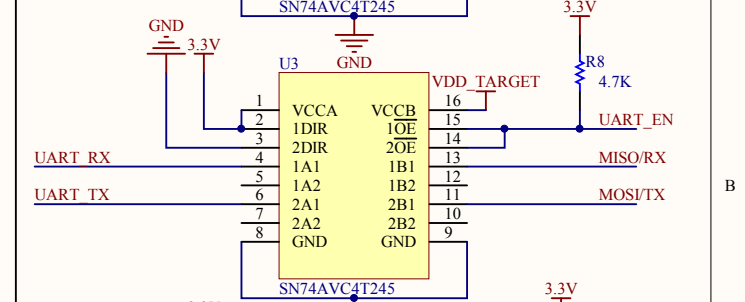 SN74AVC4T245
3.3V
GND
3.3V
GND
U3
R8
4.7K
VDD_TARGET
1 VCCA VCCB 16
2 1DIR 1OE 15 UART_EN
3 2DIR 2OE 14
UART_RX 4 1A1 1B1 13 MISO/RX
5 1A2 1B2 12
UART_TX 6 2A1 2B1 11 MOSI/TX
7 2A2 2B2 10
8 GND GND 9
B
SN74AVC4T245
3.3V